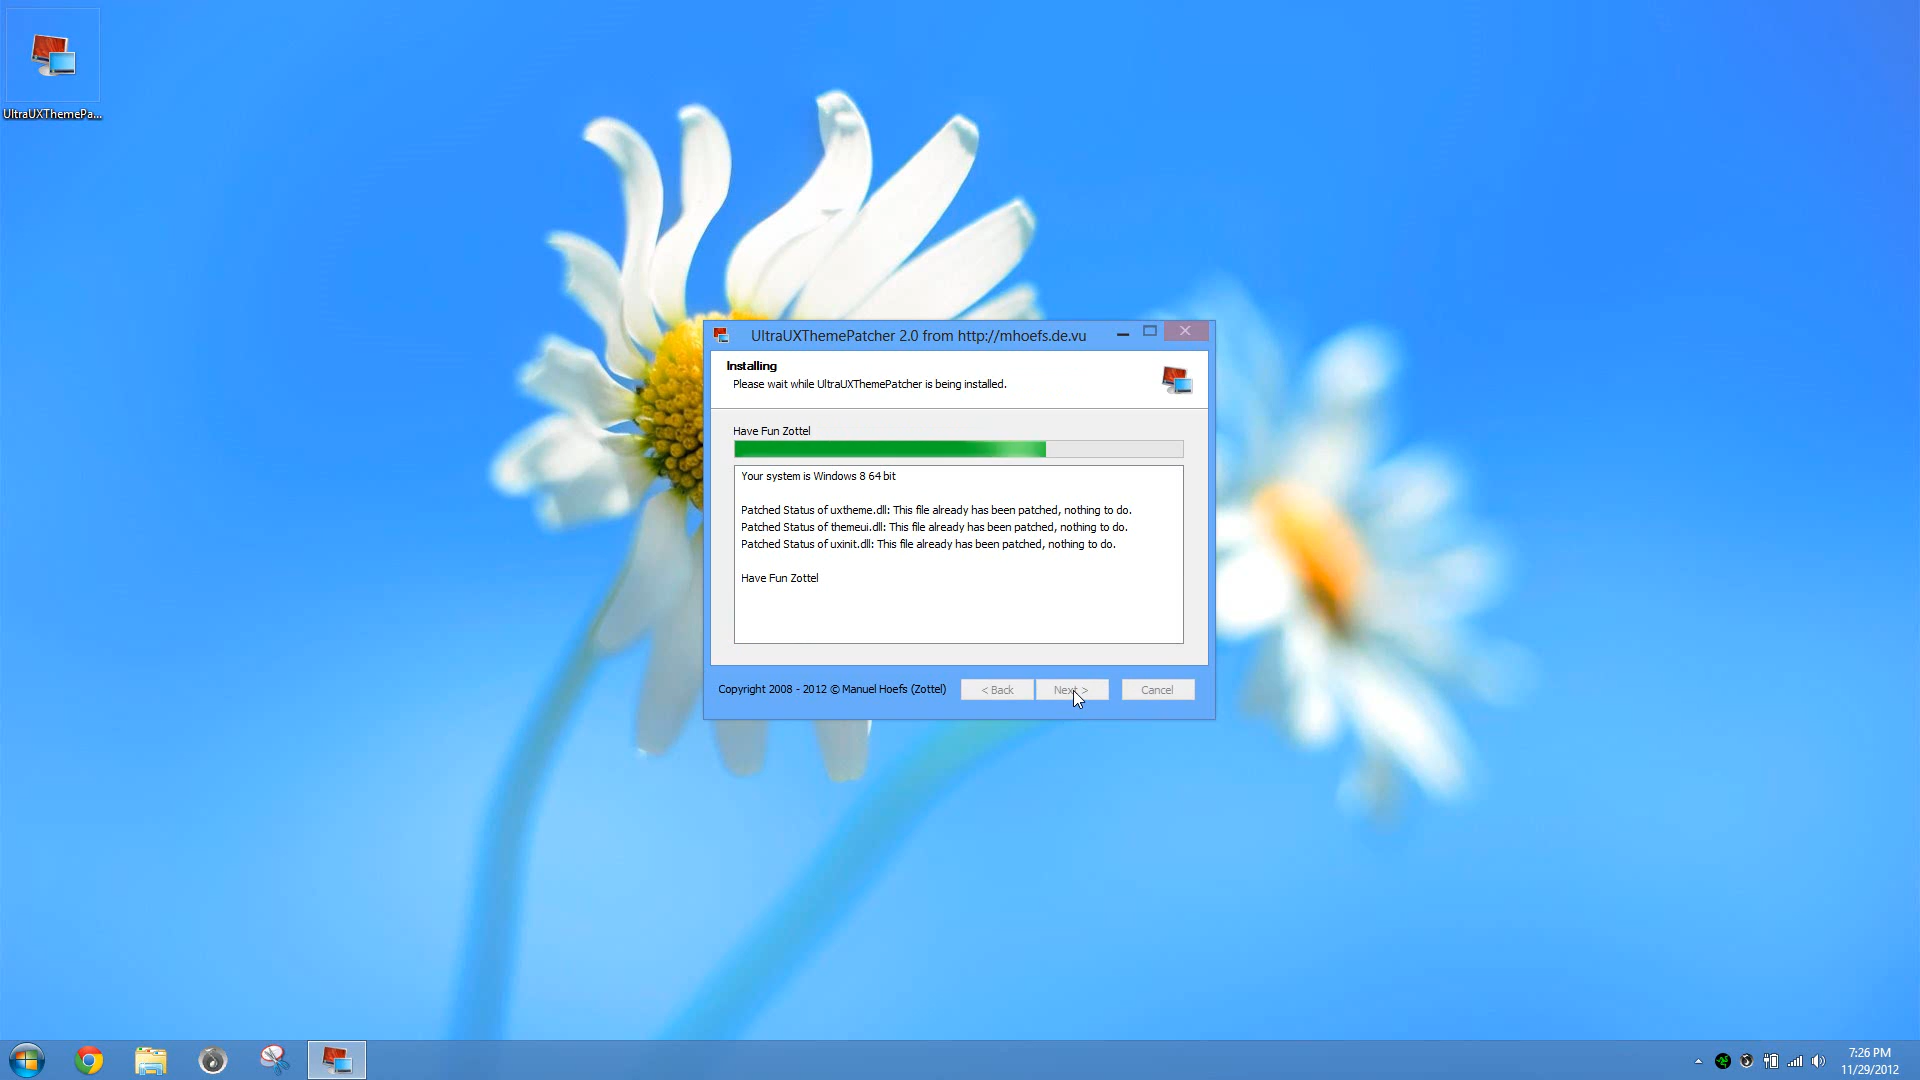 UltraUXThemePa...
UltraUXThemePatcher 2.0 from http://mhoefs.de.vu
Installing
Please wait while UltraUXThemePatcher is being installed.
Have Fun Zottel
Your system is Windows 8 64 bit
Patched Status of uxtheme.dll: This file already has been patched, nothing to do.
Patched Status of themeui.dll: This file already has been patched, nothing to do.
Patched Status of uxinit.dll: This file already has been patched, nothing to do.
Have Fun Zottel
Copyright 2008 - 2012 © Manuel Hoefs (Zottel)
< Back
Next >
Cancel
7:26 PM
11/29/2012